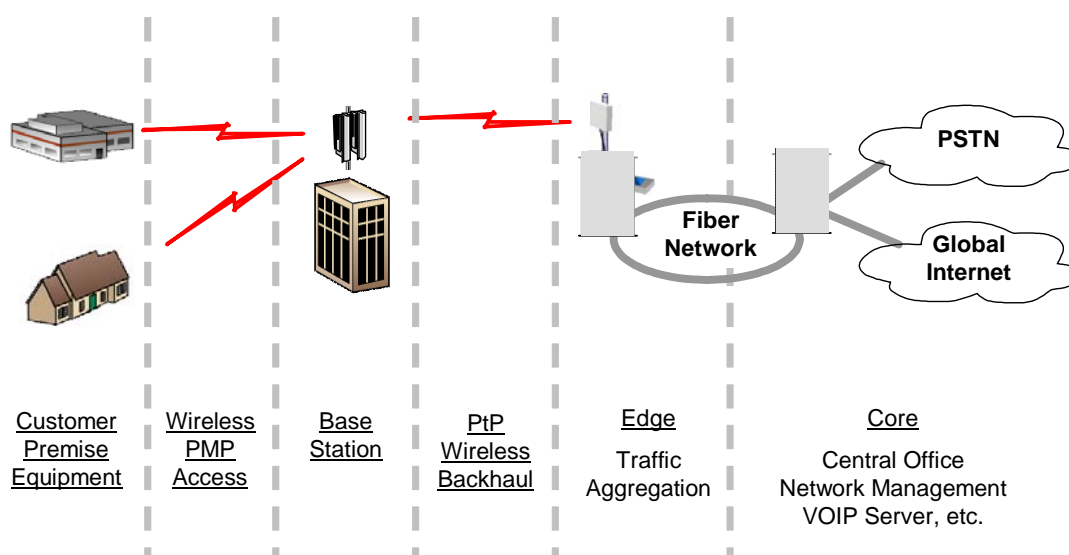 PSTN
Fiber
Network
Global
Internet
Customer
Premise
Equipment
Wireless
PMP
Access
Base
Station
PtP
Wireless
Backhaul
Edge
Traffic
Aggregation
Core
Central Office
Network Management
VOIP Server, etc.